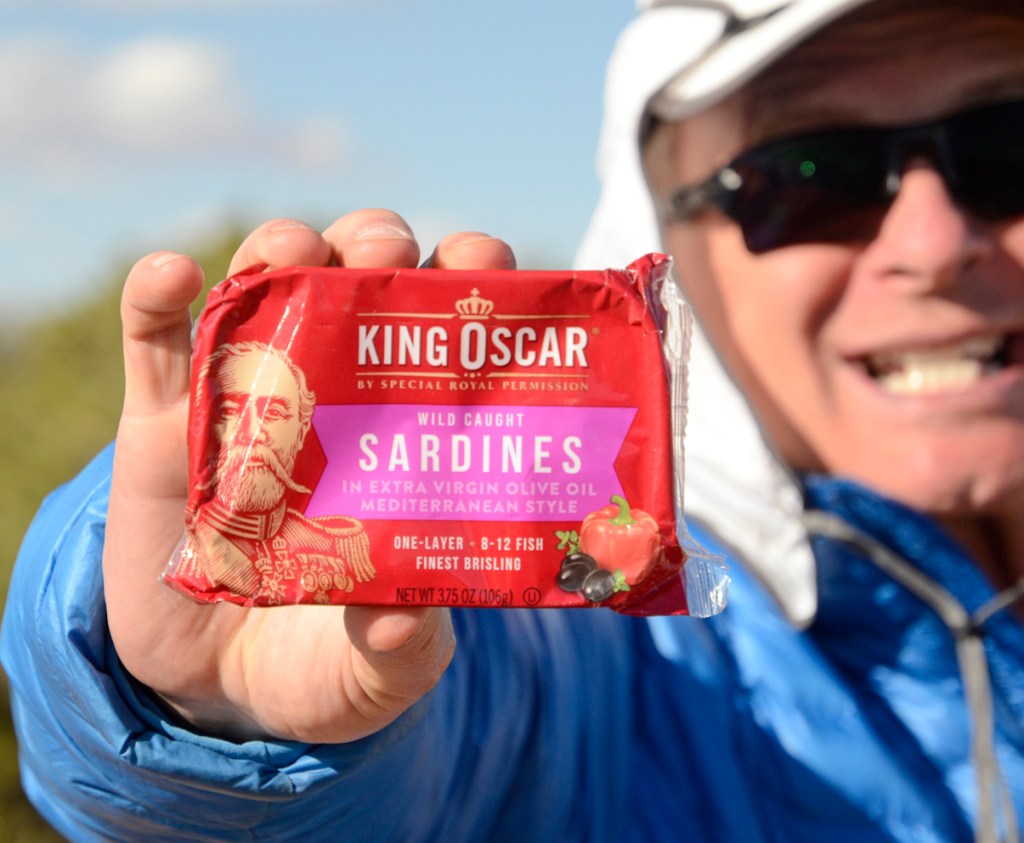 KING OSCAR®
BY SPECIAL ROYAL PERMISSION
WILD CAUGHT
SARDINES
IN EXTRA VIRGIN OLIVE OIL
MEDITERRANEAN STYLE
ONE-LAYER • 8-12 FISH
FINEST BRISLING
NET WT 3.75 OZ (106g) U